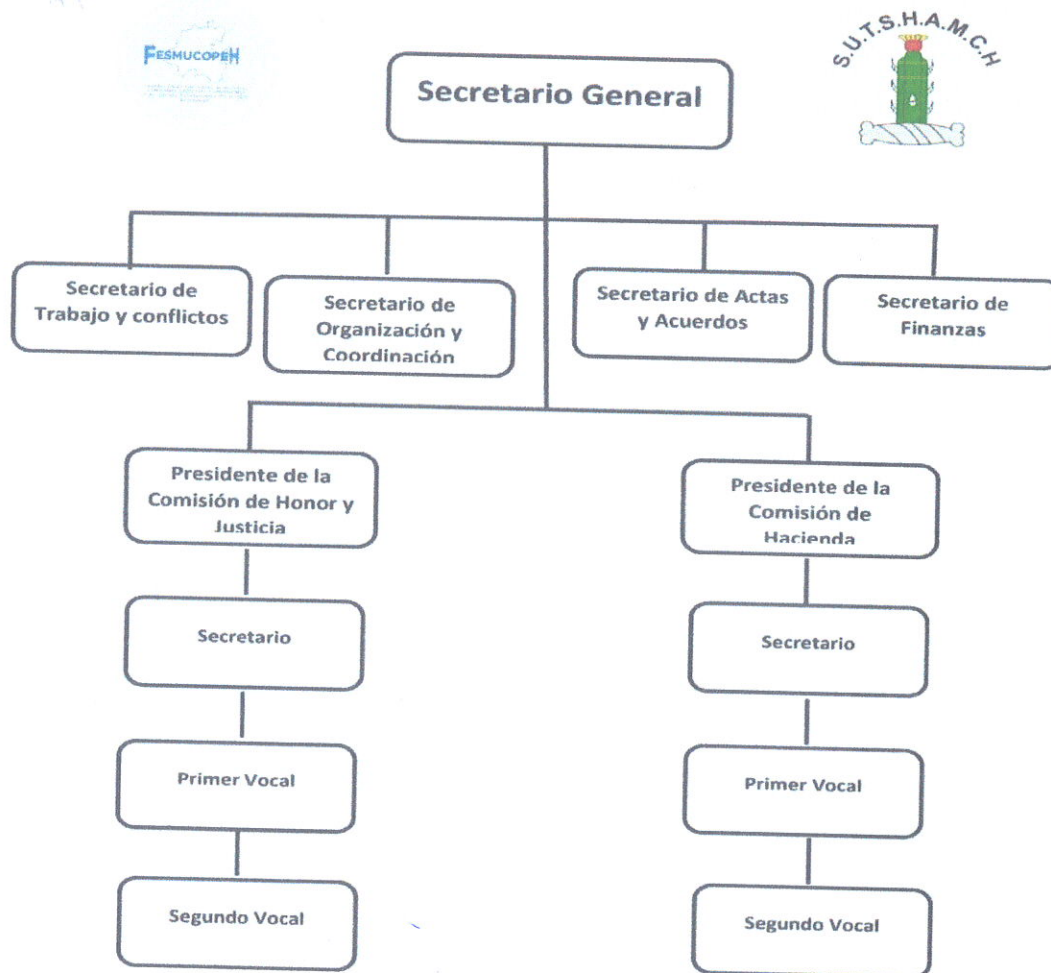 FESMUCOPEH
S.U.T.S.H.A.M.C.H
Secretario General
Secretario de
Trabajo y conflictos
Secretario de
Organización y
Coordinación
Secretario de Actas
y Acuerdos
Secretario de
Finanzas
Presidente de la
Comisión de Honor y
Justicia
Presidente de la
Comisión de
Hacienda
Secretario
Secretario
Primer Vocal
Primer Vocal
Segundo Vocal
Segundo Vocal